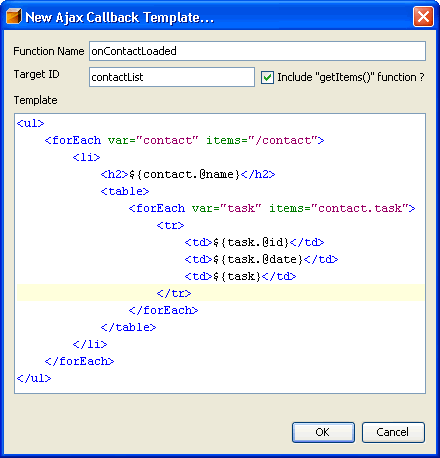 New Ajax Callback Template...
Function Name onContactLoaded
Target ID contactList Include "getItems()" function ?
Template
<ul>
<forEach var="contact" items="/contact">
<li>
<h2>${contact.@name}</h2>
<table>
<forEach var="task" items="contact.task">
<tr>
<td>${task.@id}</td>
<td>${task.@date}</td>
<td>${task}</td>
</tr>
</forEach>
</table>
</li>
</forEach>
</ul>
OK Cancel